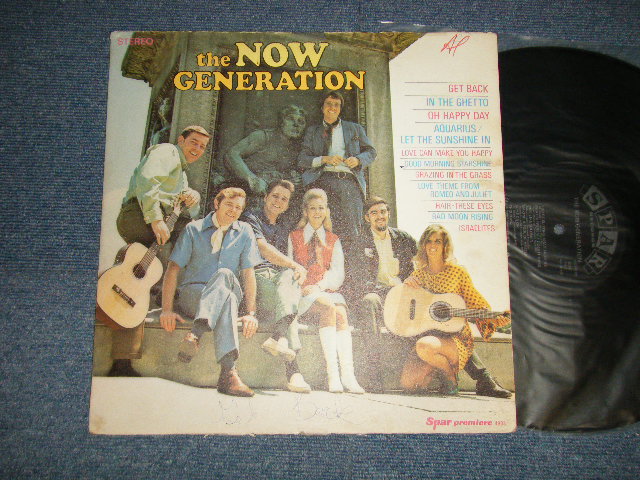 STEREO
the NOW
GENERATION
GET BACK
IN THE GHETTO
OH HAPPY DAY
AQUARIUS/
LET THE SUNSHINE IN
LOVE CAN MAKE YOU HAPPY
GOOD MORNING STARSHINE
GRAZING IN THE GRASS
LOVE THEME FROM
ROMEO AND JULIET
HAIR-THESE EYES
BAD MOON RISING
ISRAELITES
Spar premiere
SPAR